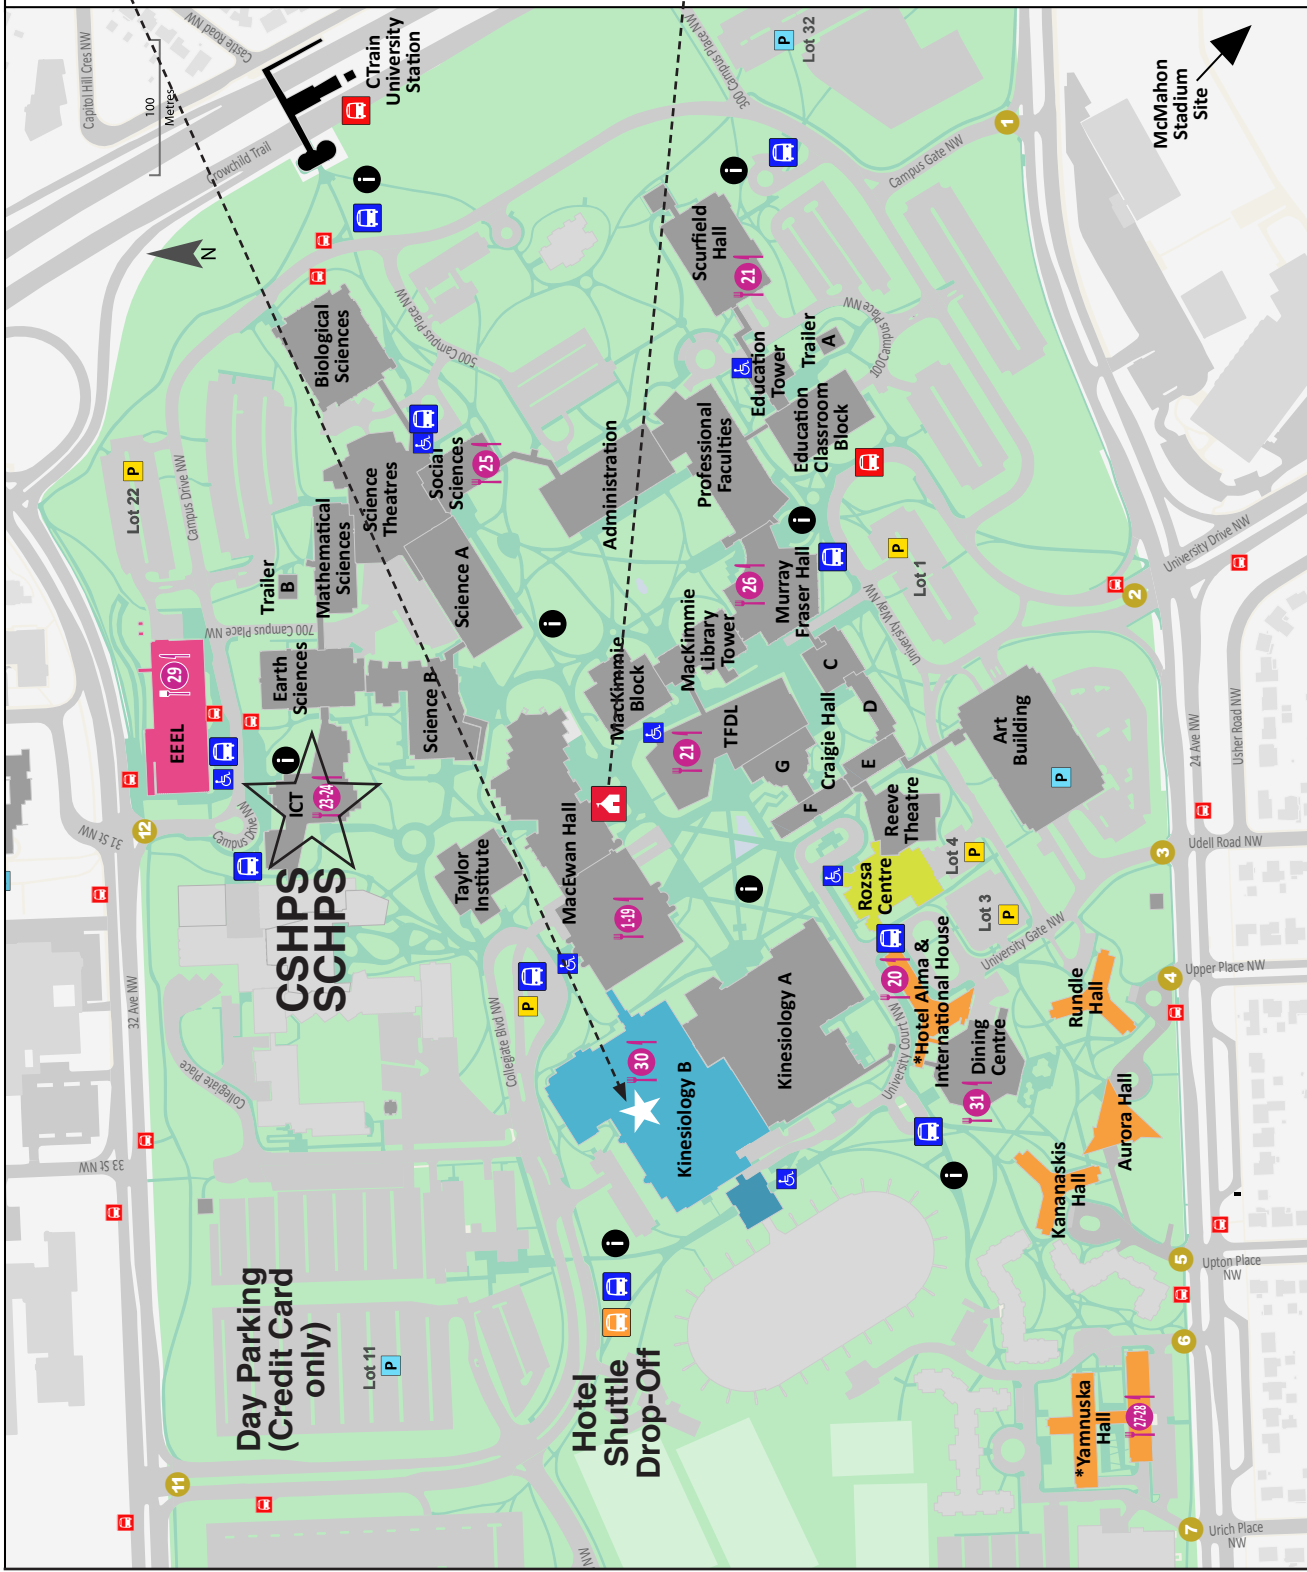 Capitol Hill Cres NW
Castle Road NW
100
Metres
Crowchild Trail
CTrain
University
Station
N
300 Campus Place NW
P
Lot 32
McMahon
Stadium
Site
1
Campus Gate NW
i
i
Scurfield
Hall
21
Biological
Sciences
500 Campus Place NW
Education
Tower
Trailer
A
100 Campus Place NW
Education
Classroom
Block
Lot 22
P
Campus Drive NW
Social
Sciences
25
Science
Theatres
Mathematical
Sciences
Trailer
B
Science A
Administration
Professional
Faculties
i
26
Murray
Fraser Hall
P
Lot 1
University Way NW
University Drive NW
2
700 Campus Place NW
29
EEEL
Earth
Sciences
Science B
i
MacKimmie
Block
MacKimmie
Library
Tower
TFDL
21
G
C
D
E
F
Craigie Hall
Art
Building
P
24 Ave NW
Usher Road NW
Udell Road NW
3
Reeve
Theatre
Rozsa
Centre
Lot 4
P
Lot 3
P
University Gate NW
31 St NW
12
Campus Drive NW
i
ICT
23-24
CSHPS
SCHPS
Taylor
Institute
MacEwan Hall
1-19
i
32 Ave NW
Collegiate Place
Collegiate Blvd NW
P
30
Kinesiology B
Kinesiology A
20
*Hotel Alma &
International House
University Court NW
Dining
Centre
31
Rundle
Hall
Upper Place NW
4
Aurora Hall
Kananaskis
Hall
i
33 St NW
i
Day Parking
(Credit Card
only)
Lot 11
P
Hotel
Shuttle
Drop-Off
5
Upton Place
NW
6
*Yamnuska
Hall
27-28
7
Urich Place
NW
11
NW